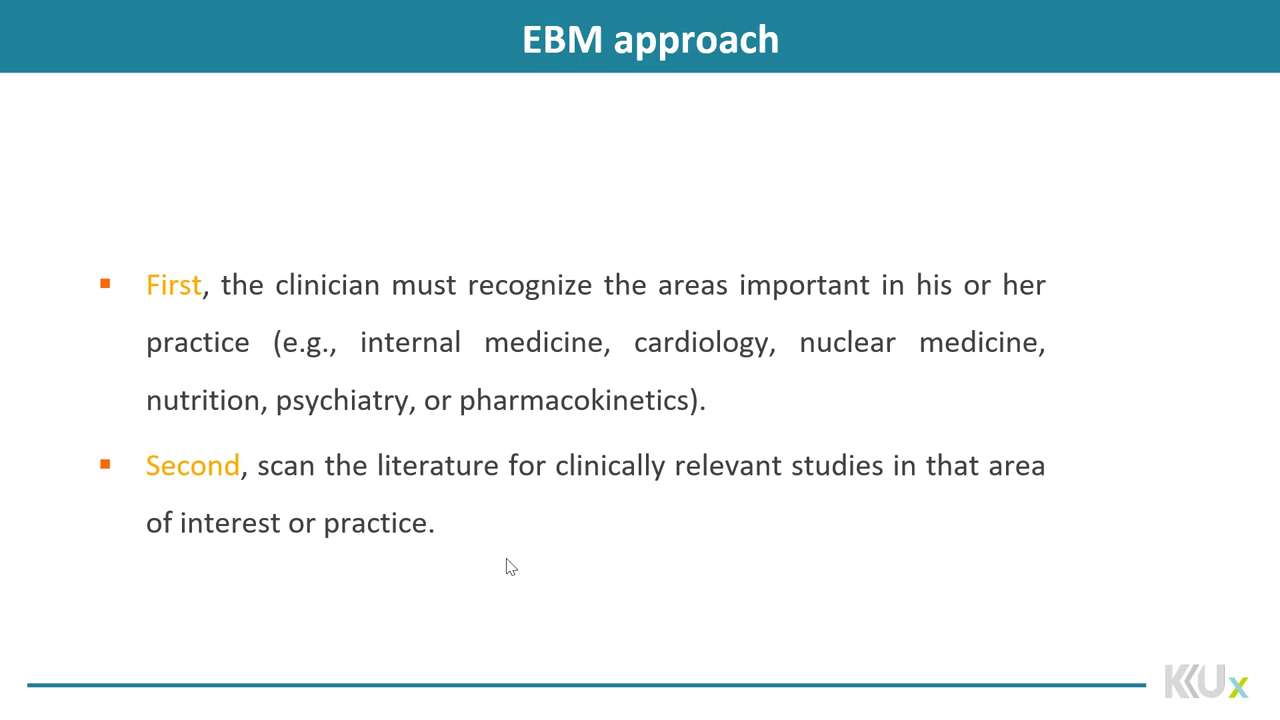 EBM approach
▪ First, the clinician must recognize the areas important in his or her
practice (e.g., internal medicine, cardiology, nuclear medicine,
nutrition, psychiatry, or pharmacokinetics).
▪ Second, scan the literature for clinically relevant studies in that area
of interest or practice.
KKUx